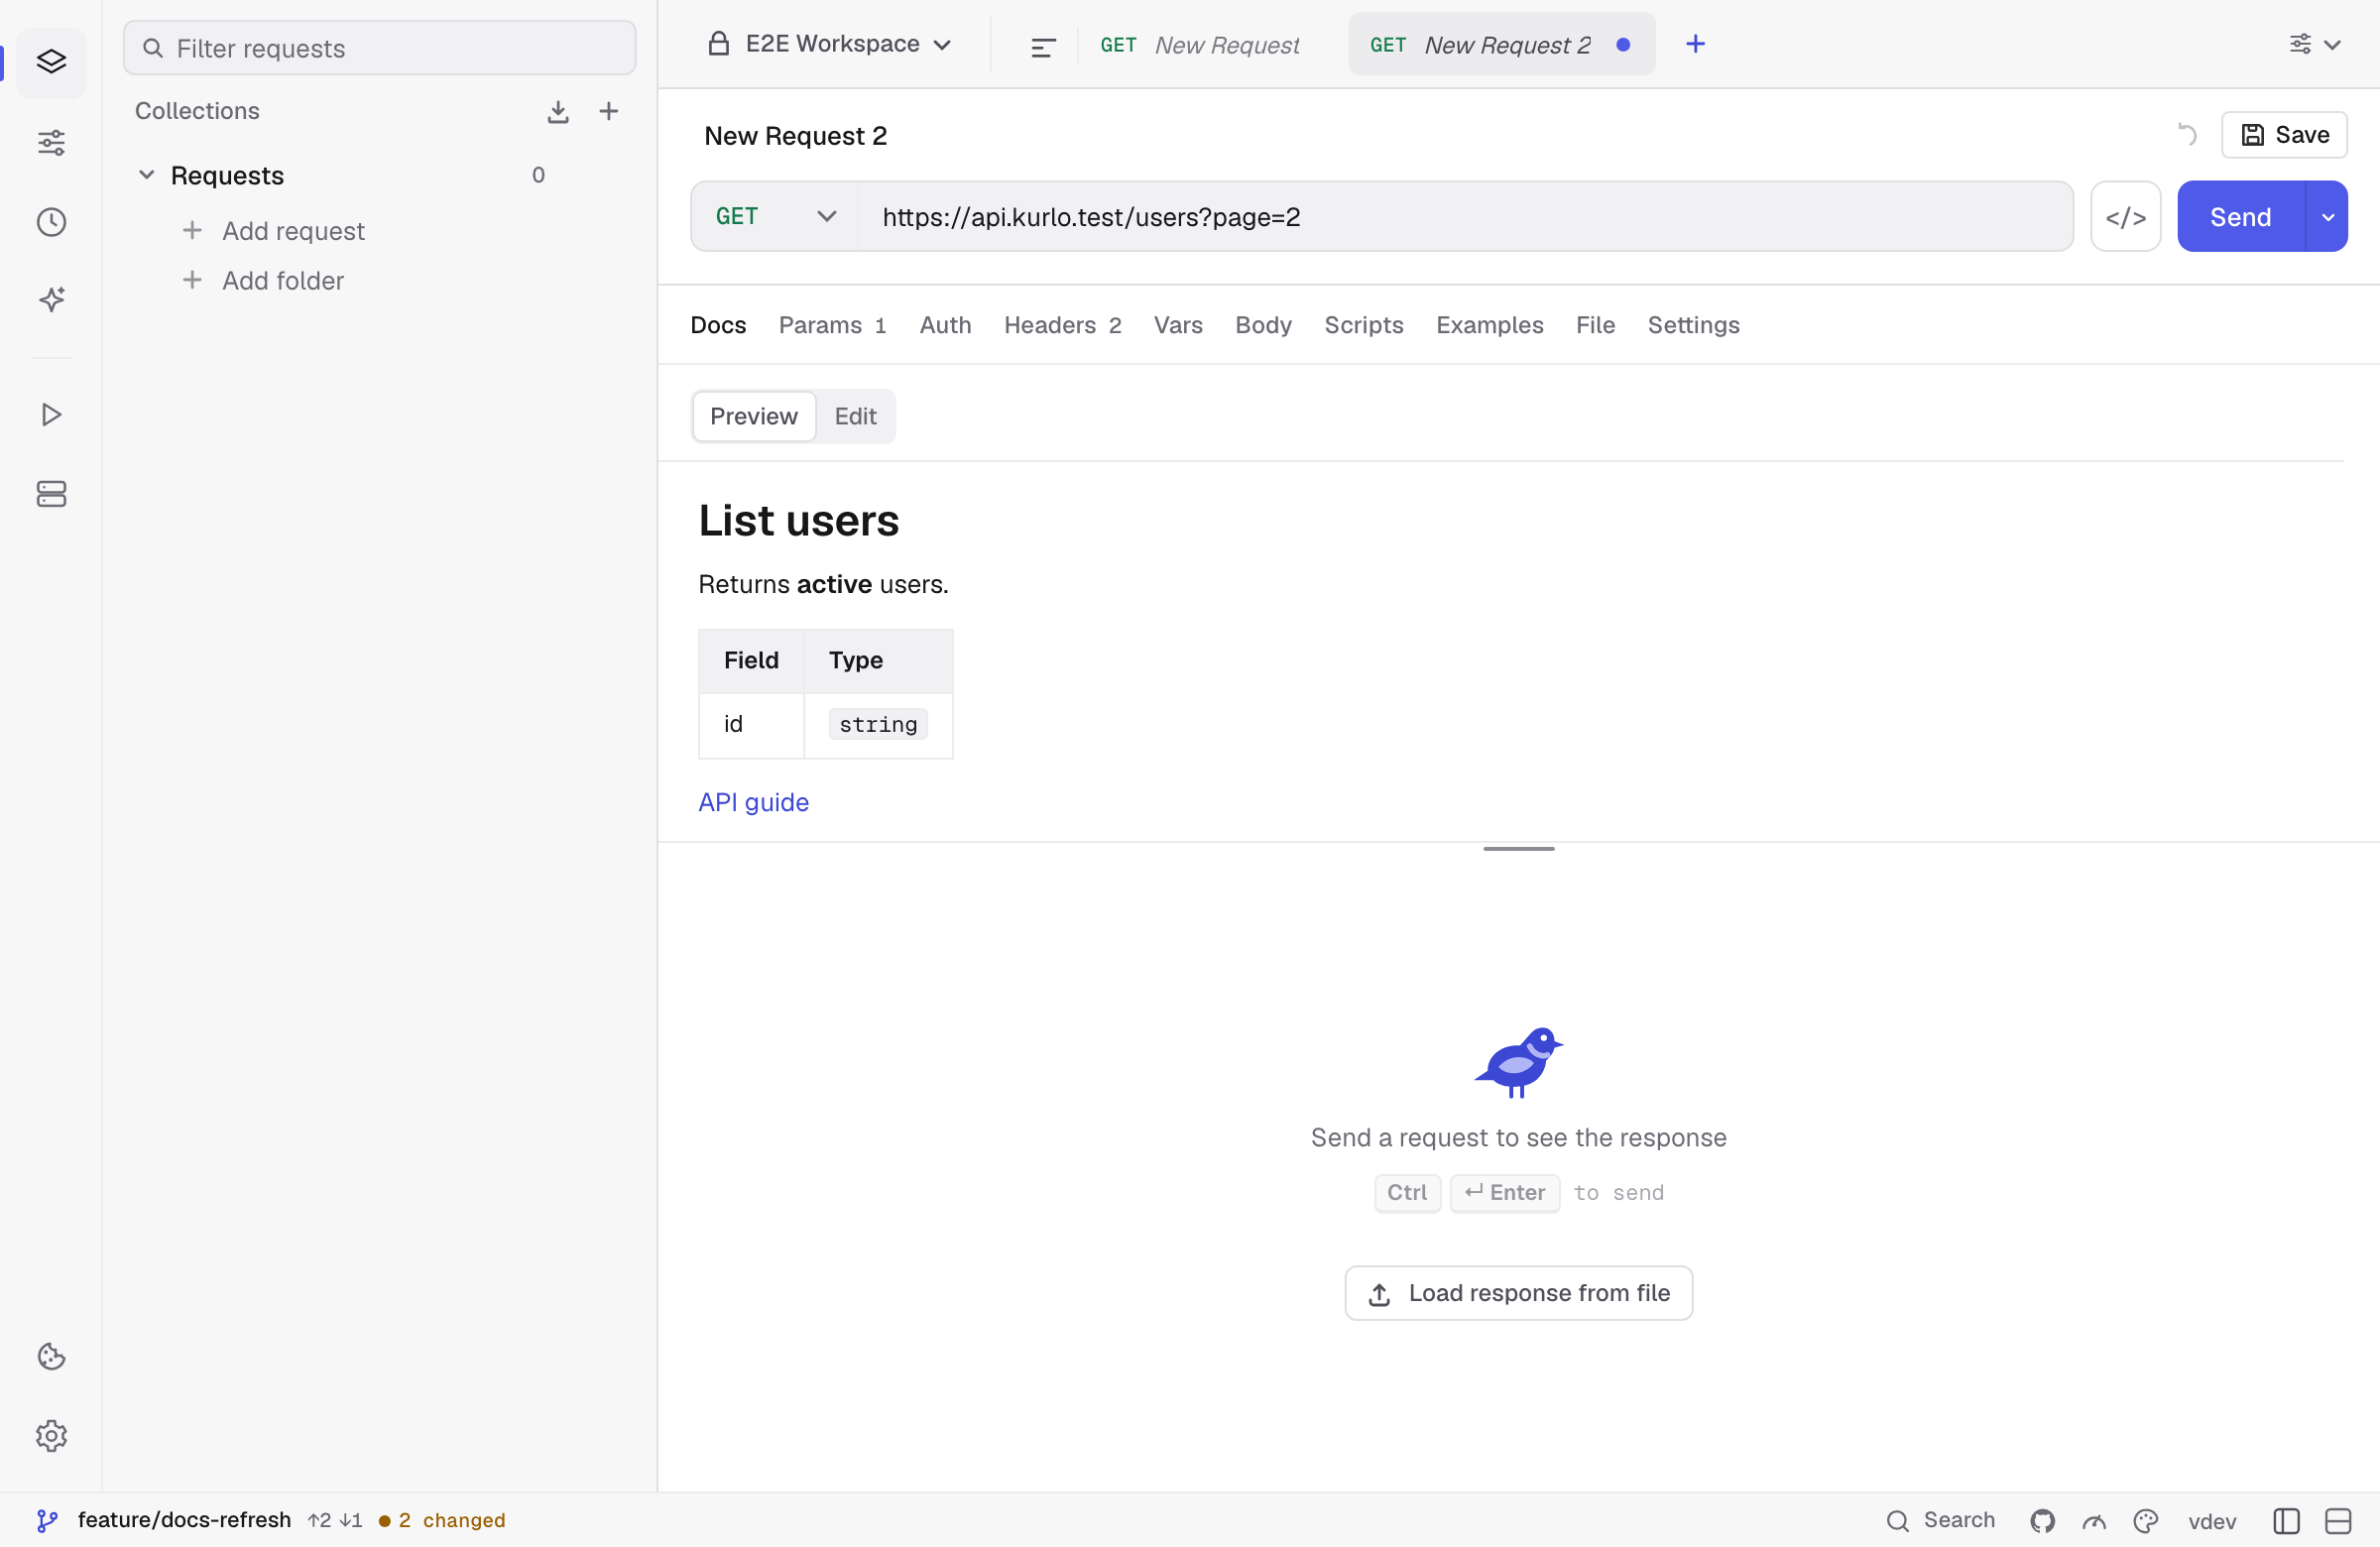 Filter requests
Collections
Requests 0
Add request
Add folder
E2E Workspace
GET New Request
GET New Request 2
New Request 2
Save
GET https://api.kurlo.test/users?page=2
</> Send
Docs Params 1 Auth Headers 2 Vars Body Scripts Examples File Settings
Preview Edit
List users
Returns active users.
Field Type
id string
API guide
Send a request to see the response
Ctrl ↵ Enter to send
Load response from file
feature/docs-refresh ↑2 ↓1 ● 2 changed
Search vdev